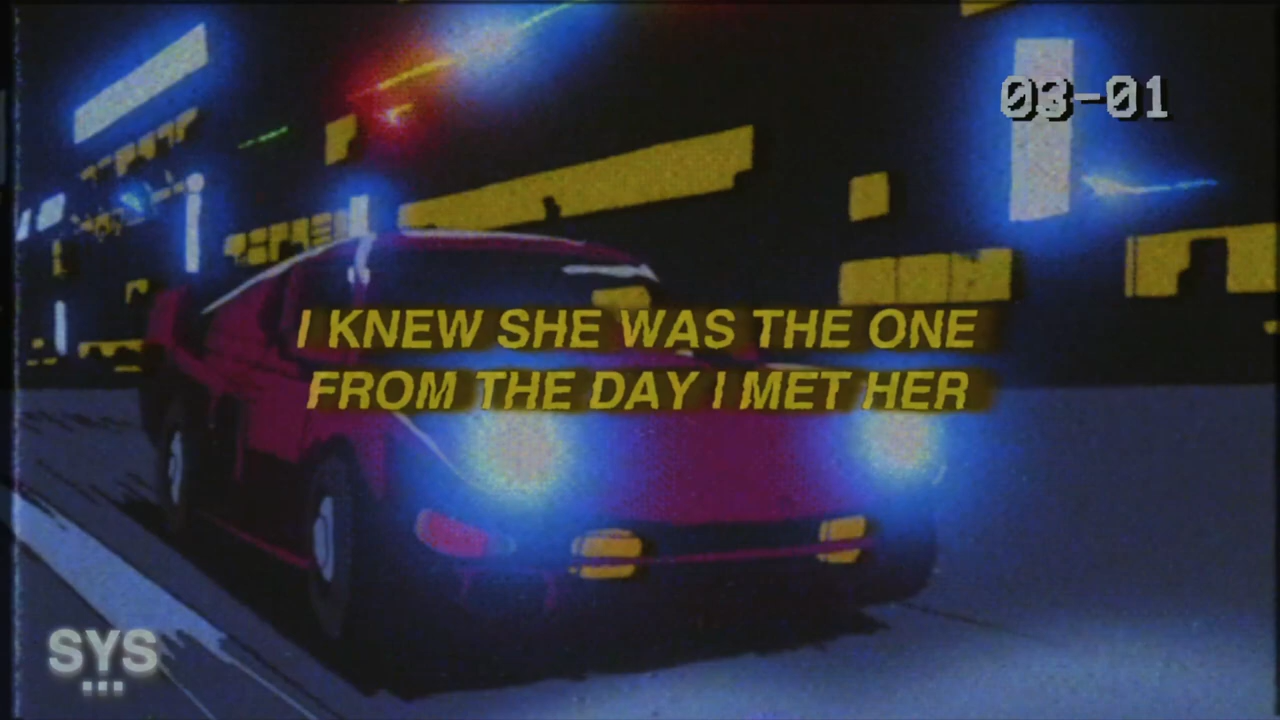 03-01
I KNEW SHE WAS THE ONE
FROM THE DAY I MET HER
SYS
...